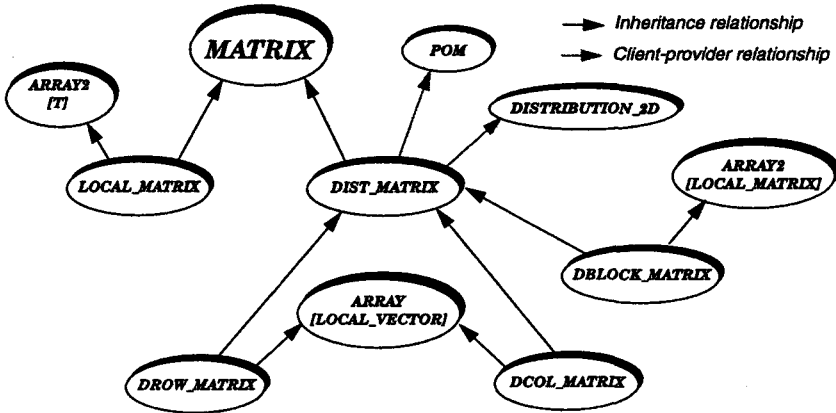 MATRIX
POM
Inheritance relationship
Client-provider relationship
ARRAY2
[T]
DISTRIBUTION_2D
LOCAL_MATRIX
DIST_MATRIX
ARRAY2
[LOCAL_MATRIX]
DBLOCK_MATRIX
ARRAY
[LOCAL_VECTOR]
DROW_MATRIX
DCOL_MATRIX